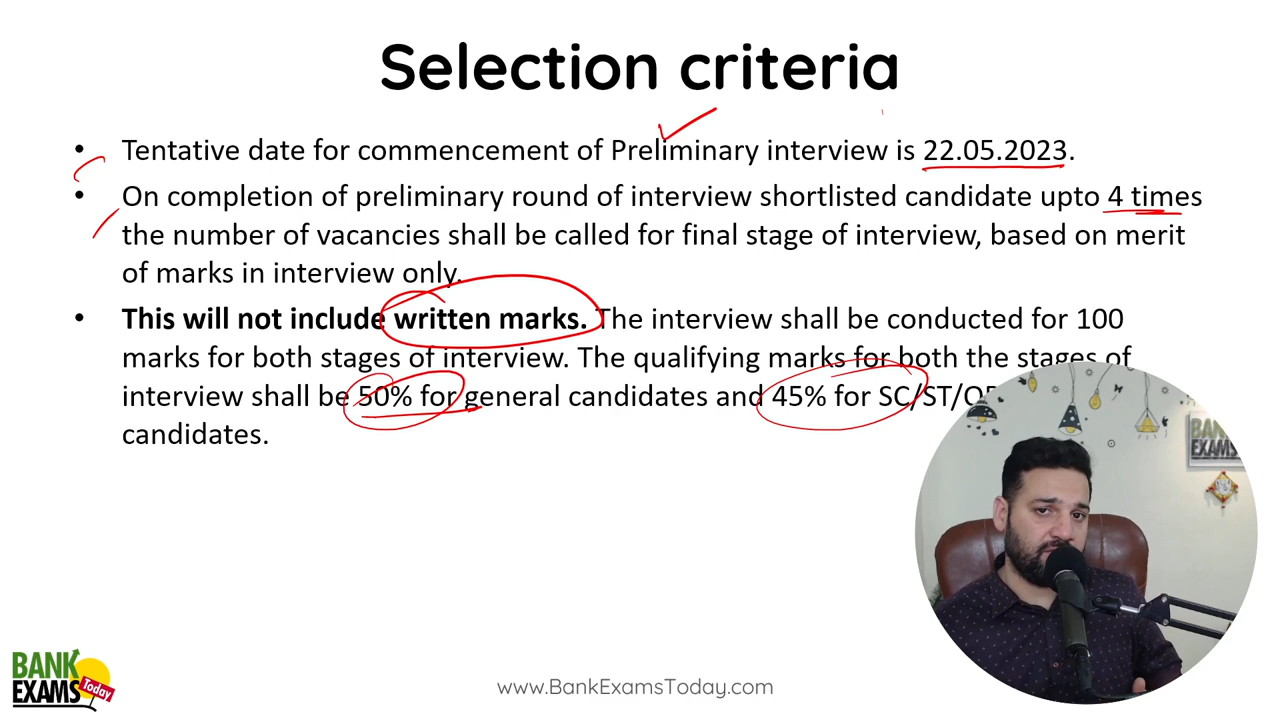 Selection criteria
• Tentative date for commencement of Preliminary interview is 22.05.2023.
• On completion of preliminary round of interview shortlisted candidate upto 4 times
the number of vacancies shall be called for final stage of interview, based on merit
of marks in interview only.
• This will not include written marks. The interview shall be conducted for 100
marks for both stages of interview. The qualifying marks for both the stages of
interview shall be 50% for general candidates and 45% for SC/ST/
candidates.
BANK
EXAMS
BANK
EXAMS
Today
www.BankExamsToday.com